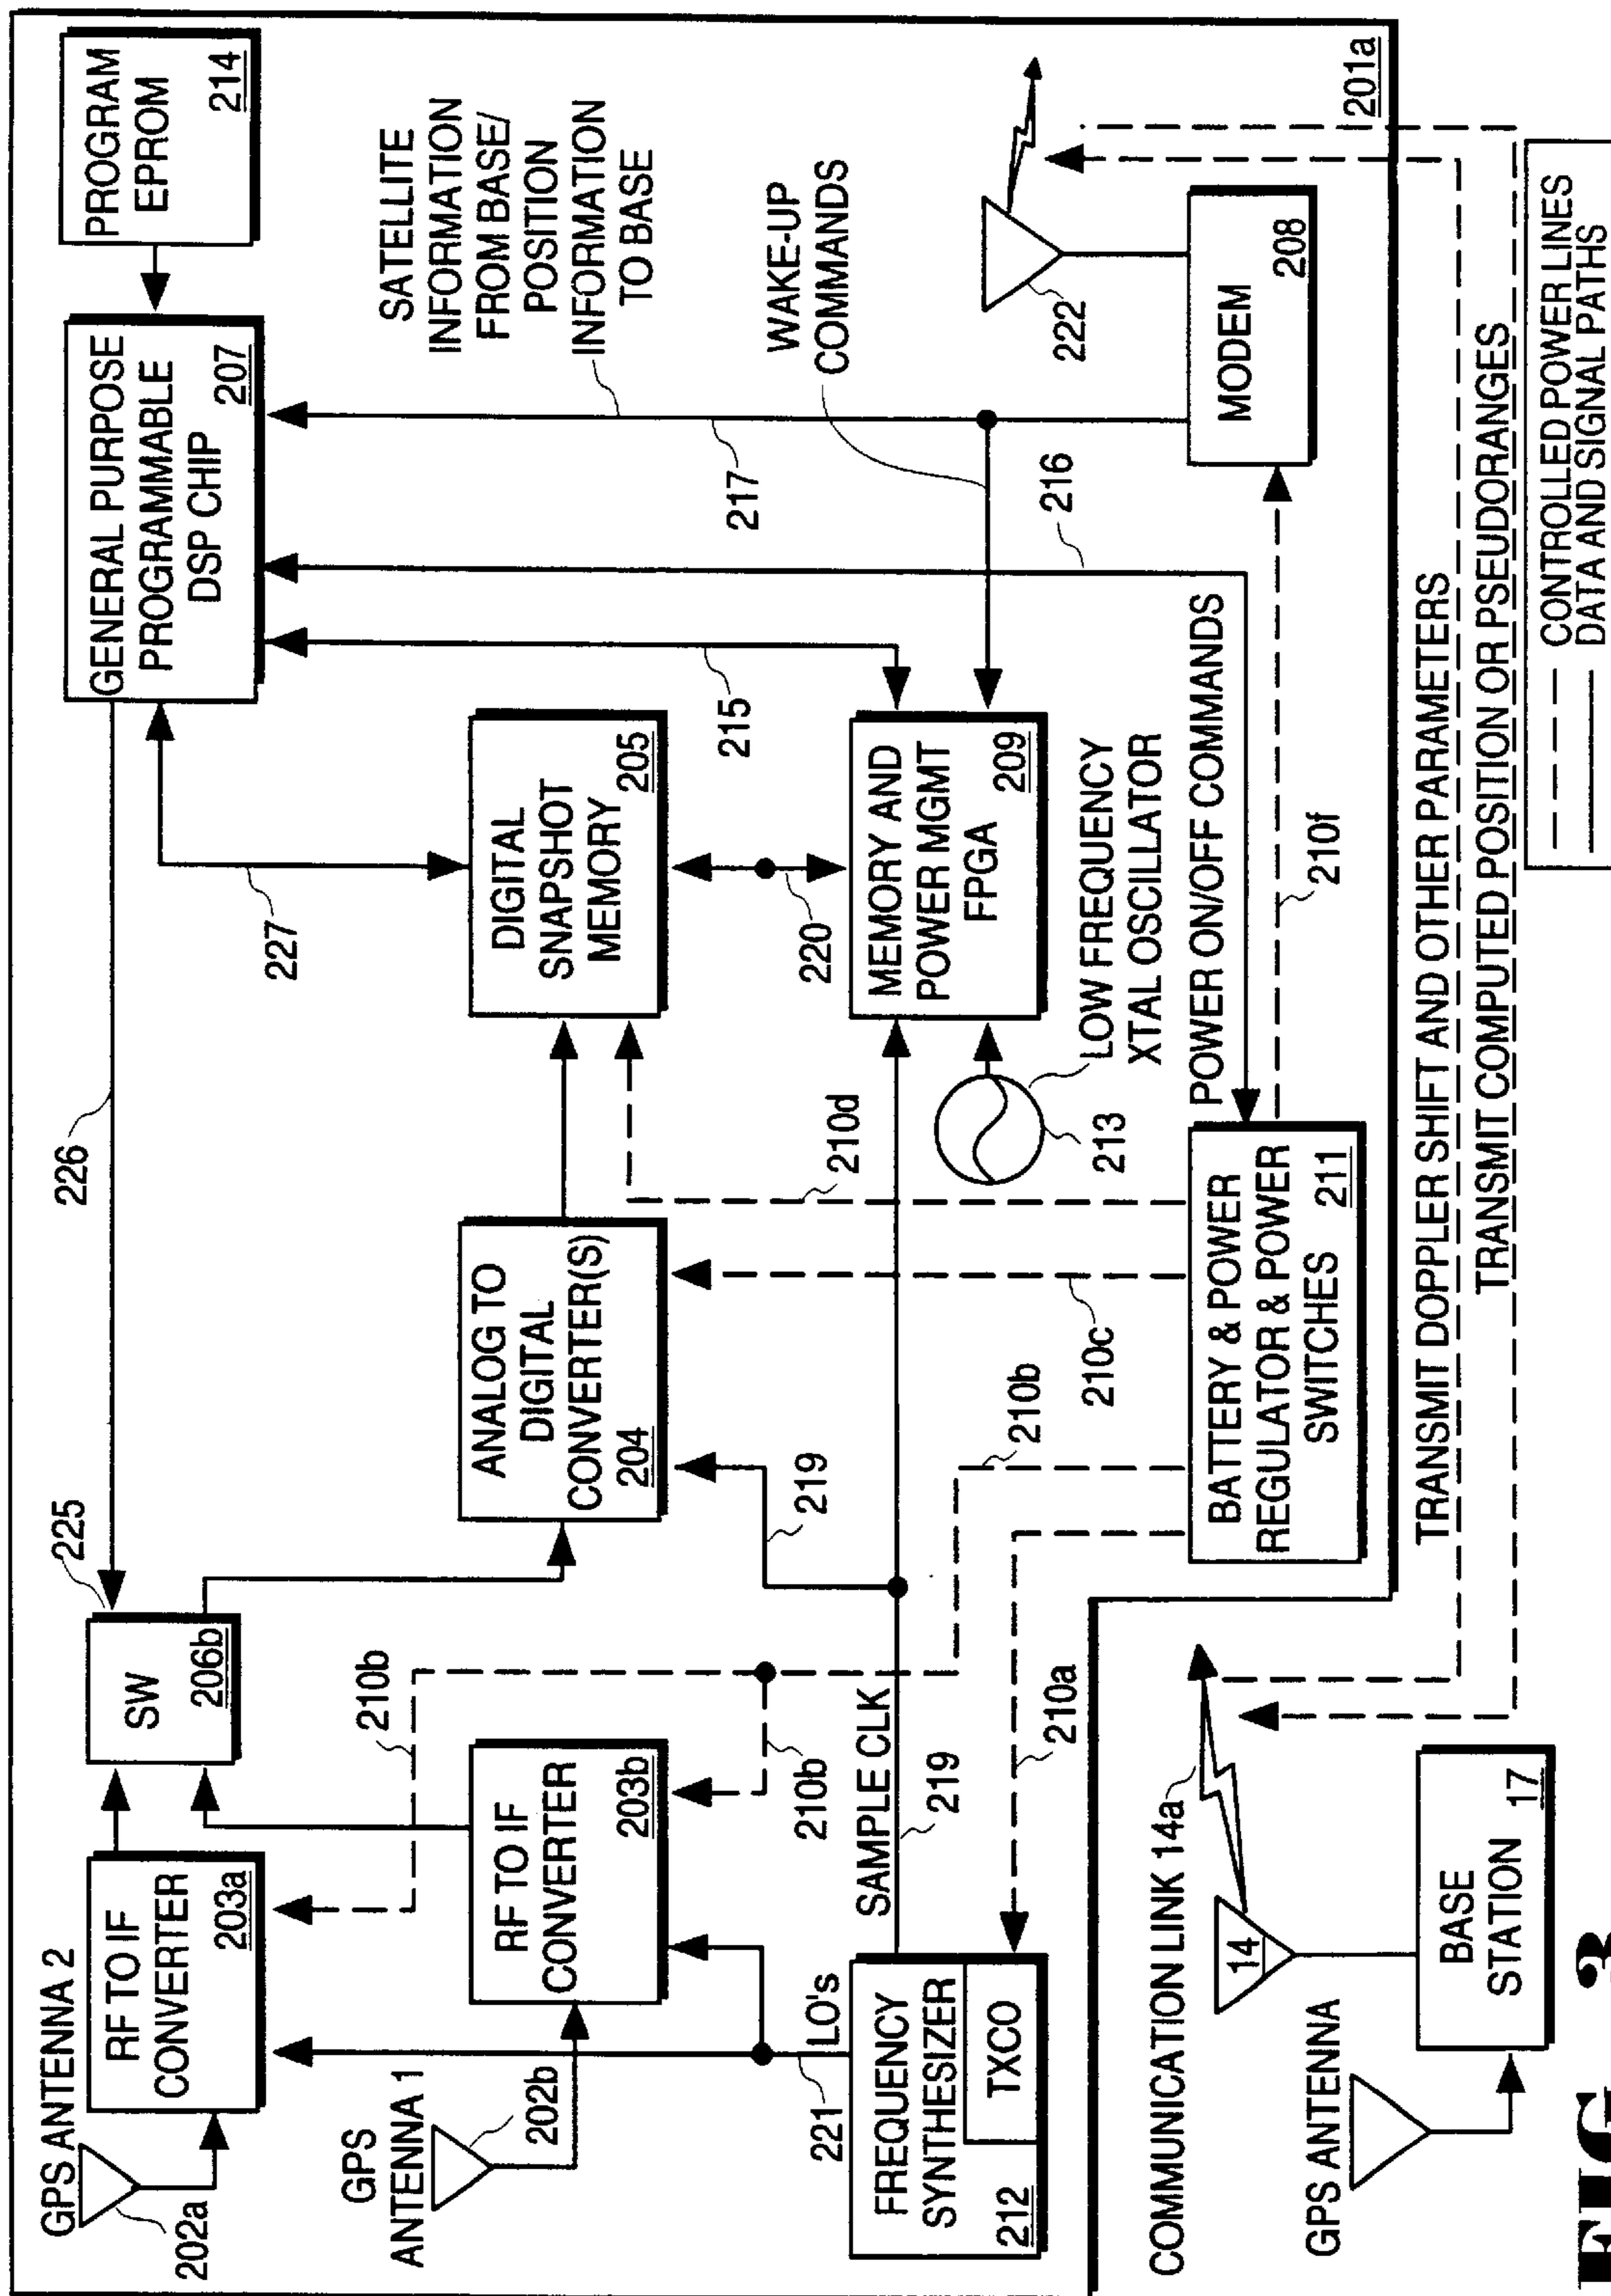 GPS ANTENNA 2
202a
RF TO IF
CONVERTER
203a
225
SW
206b
226
GENERAL PURPOSE
PROGRAMMABLE
DSP CHIP
207
PROGRAM
EPROM
214
GPS
ANTENNA 1
202b
RF TO IF
CONVERTER
203b
210b
210b
ANALOG TO
DIGITAL
CONVERTER(S)
204
227
DIGITAL
SNAPSHOT
MEMORY
205
SATELLITE
INFORMATION
FROM BASE/
POSITION
INFORMATION
TO BASE
221
LO's
FREQUENCY
SYNTHESIZER
TXCO
212
SAMPLE CLK
219
219
210d
220
MEMORY AND
POWER MGMT
FPGA
209
215
217
WAKE-UP
COMMANDS
216
222
210a
210b
210c
213
LOW FREQUENCY
XTAL OSCILLATOR
POWER ON/OFF COMMANDS
BATTERY & POWER
REGULATOR & POWER
SWITCHES
211
210f
MODEM
208
201a
COMMUNICATION LINK 14a
14
GPS ANTENNA
BASE
STATION
17
TRANSMIT DOPPLER SHIFT AND OTHER PARAMETERS
TRANSMIT COMPUTED POSITION OR PSEUDORANGES
CONTROLLED POWER LINES
DATA AND SIGNAL PATHS
FIG 3